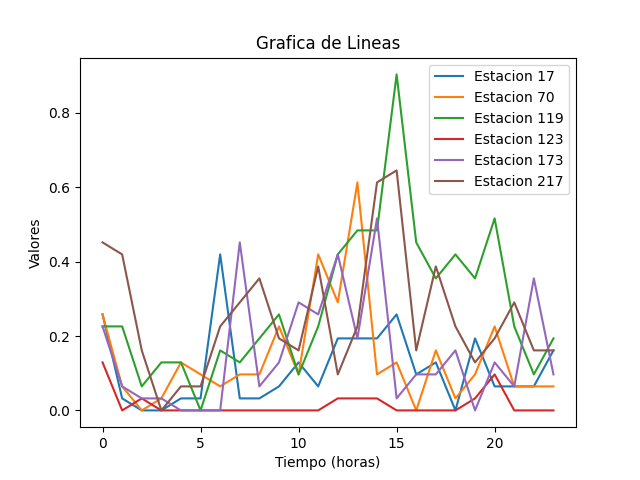 Grafica de Lineas
Estacion 17
Estacion 70
Estacion 119
Estacion 123
Estacion 173
Estacion 217
Valores
0.8
0.6
0.4
0.2
0.0
0 5 10 15 20
Tiempo (horas)